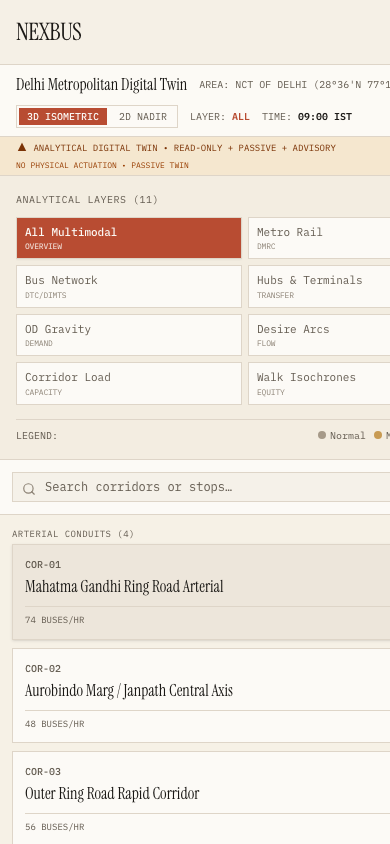 NEXBUS
Delhi Metropolitan Digital Twin AREA: NCT OF DELHI (28°36'N 77°1
3D ISOMETRIC 2D NADIR LAYER: ALL TIME: 09:00 IST
▲ ANALYTICAL DIGITAL TWIN • READ-ONLY + PASSIVE + ADVISORY
NO PHYSICAL ACTUATION • PASSIVE TWIN
ANALYTICAL LAYERS (11)
All Multimodal Metro Rail
OVERVIEW DMRC
Bus Network Hubs & Terminals
DTC/DIMTS TRANSFER
OD Gravity Desire Arcs
DEMAND FLOW
Corridor Load Walk Isochrones
CAPACITY EQUITY
LEGEND: Normal M
Search corridors or stops…
ARTERIAL CONDUITS (4)
COR-01
Mahatma Gandhi Ring Road Arterial
74 BUSES/HR
COR-02
Aurobindo Marg / Janpath Central Axis
48 BUSES/HR
COR-03
Outer Ring Road Rapid Corridor
56 BUSES/HR